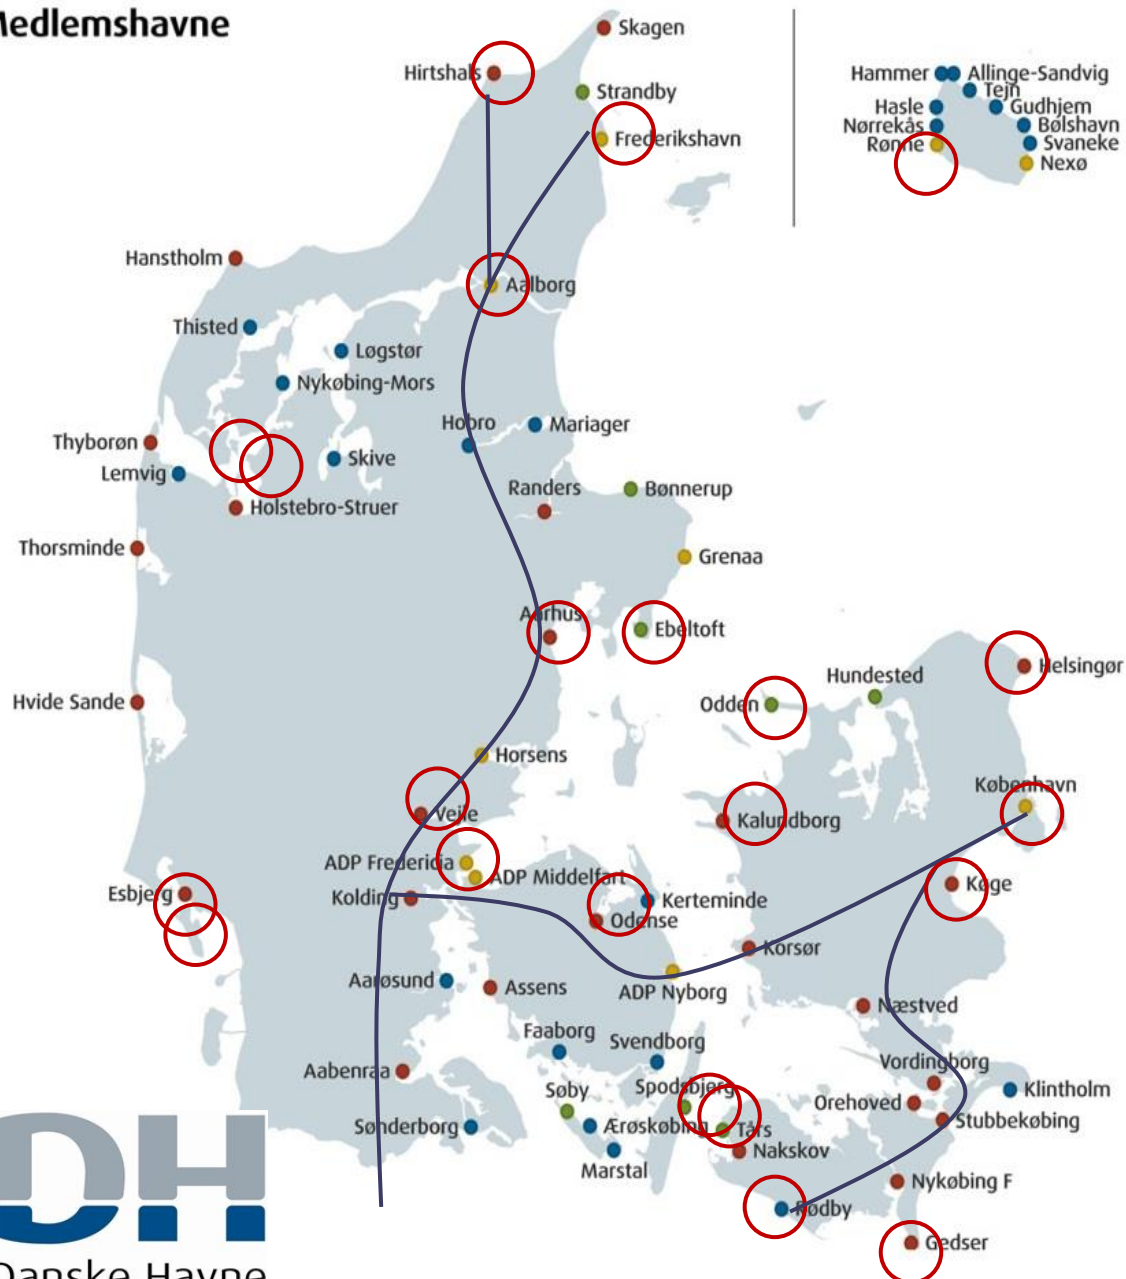 Medlemshavne
Skagen
Hirtshals
Strandby
Frederikshavn
Hammer
Allinge-Sandvig
Tejn
Hasle
Gudhjem
Nørrekås
Bølshavn
Rønne
Svaneke
Nexø
Hanstholm
Aalborg
Thisted
Løgstør
Nykøbing-Mors
Hobro
Mariager
Thyborøn
Lemvig
Skive
Randers
Bønnerup
Holstebro-Struer
Thorsminde
Grenaa
Aarhus
Ebeltoft
Helsingør
Hundested
Odden
Hvide Sande
Horsens
København
Vejle
Kalundborg
ADP Fredericia
ADP Middelfart
Køge
Esbjerg
Kolding
Kerteminde
Odense
Korsør
Aarøsund
Assens
ADP Nyborg
Næstved
Faaborg
Svendborg
Vordingborg
Aabenraa
Søby
Spodsbjerg
Klintholm
Orehoved
Sønderborg
Ærøskøbing
Tårs
Stubbekøbing
Nakskov
Marstal
Nykøbing F
Rødby
Gedser
DH
Danske Havne